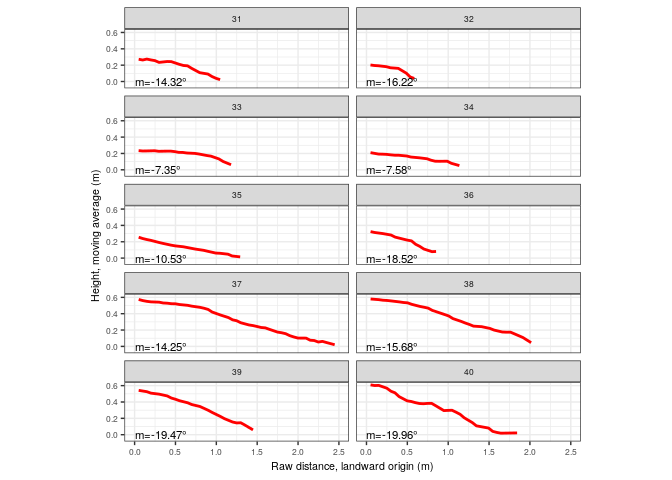 31
32
0.6
0.4
0.2
0.0
m=-14.32°
m=-16.22°
33
34
0.6
0.4
0.2
0.0
m=-7.35°
m=-7.58°
35
36
0.6
0.4
0.2
0.0
m=-10.53°
m=-18.52°
37
38
0.6
0.4
0.2
0.0
m=-14.25°
m=-15.68°
39
40
0.6
0.4
0.2
0.0
m=-19.47°
m=-19.96°
0.0 0.5 1.0 1.5 2.0 2.5
0.0 0.5 1.0 1.5 2.0 2.5
Raw distance, landward origin (m)
Height, moving average (m)